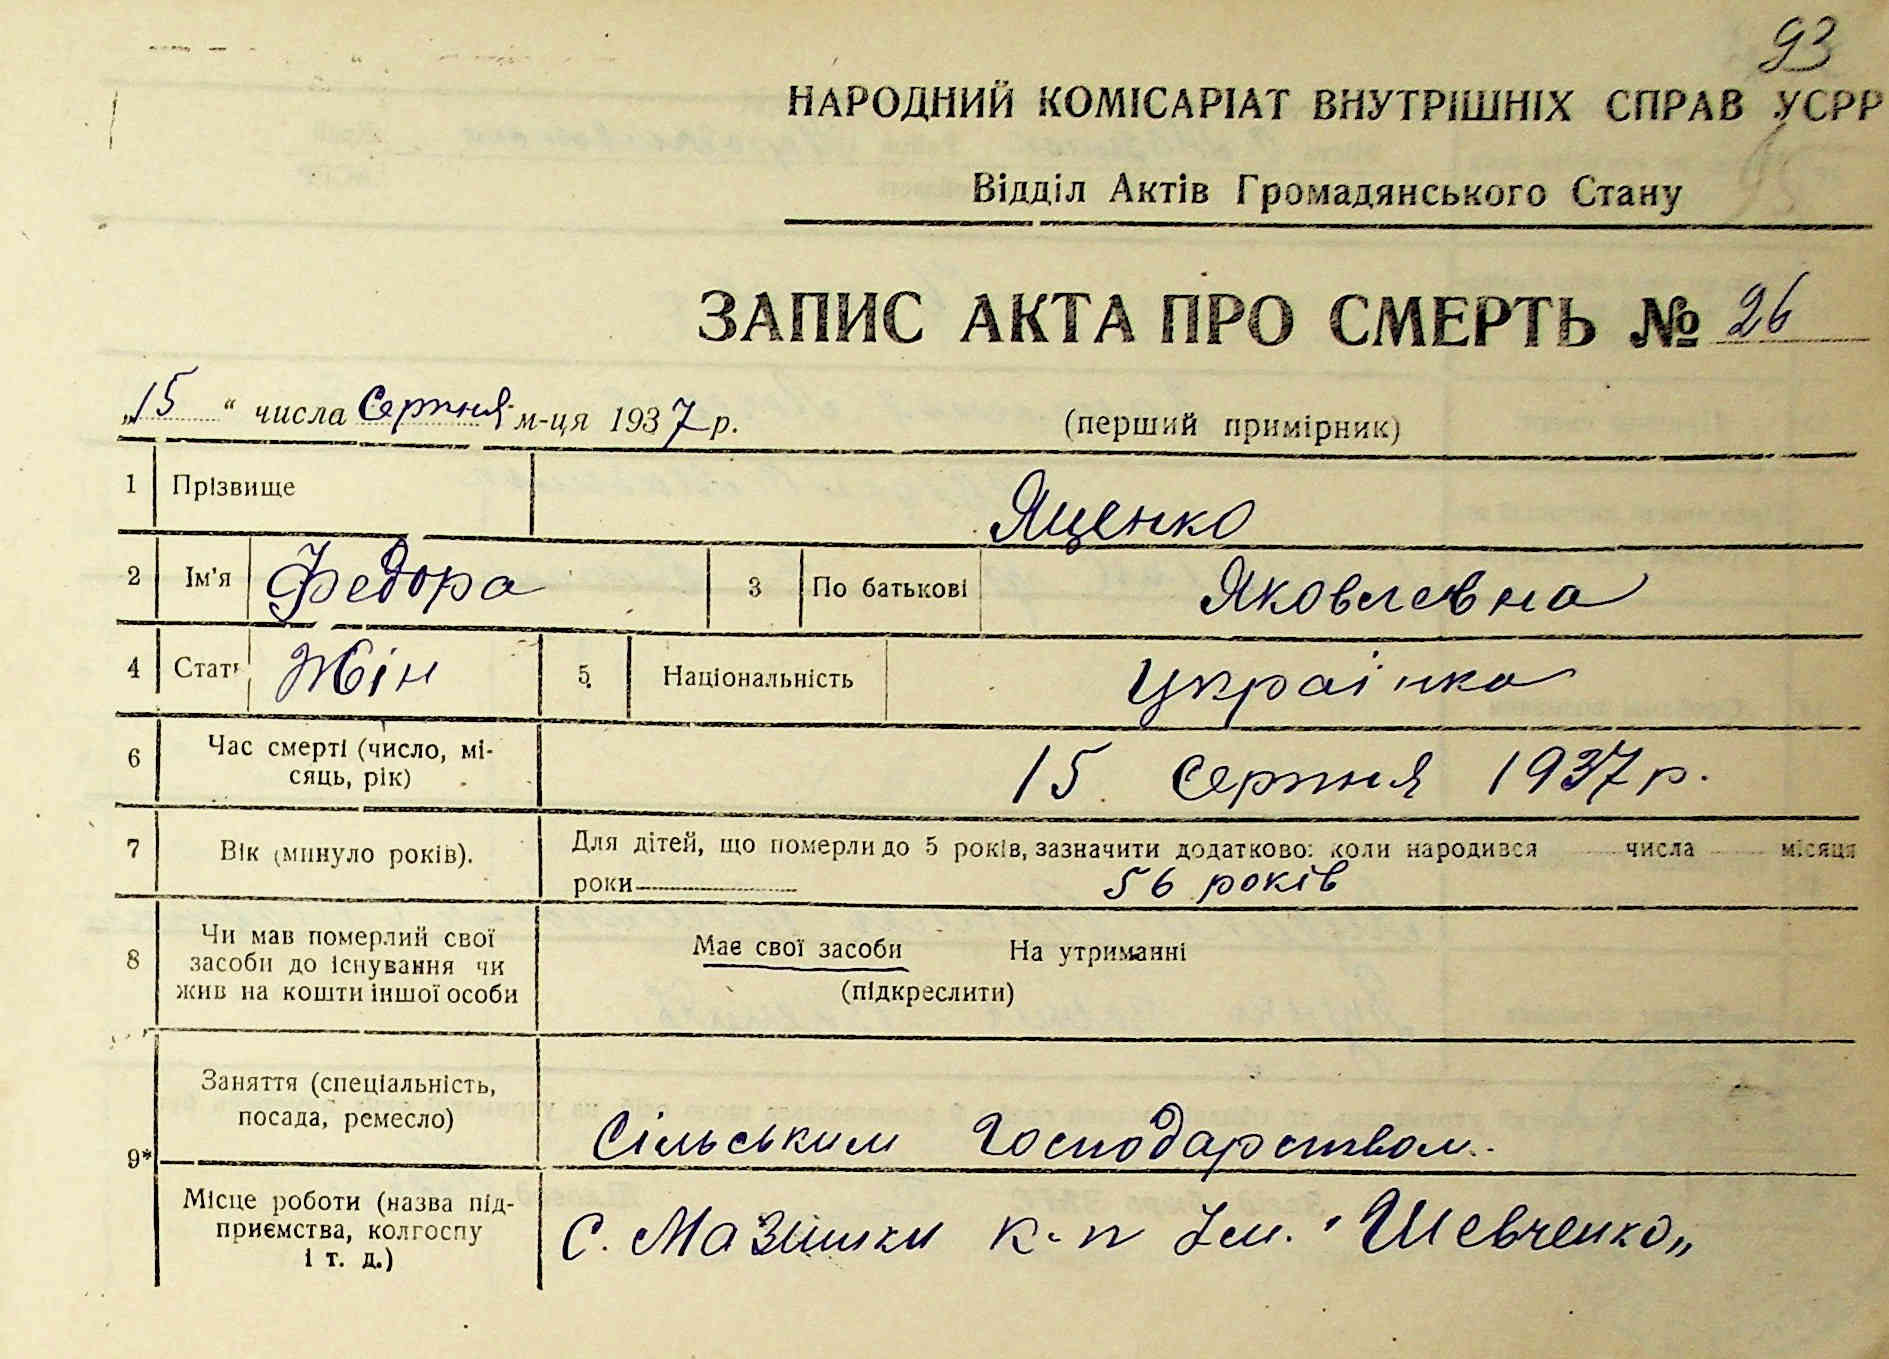 93
НАРОДНИЙ КОМІСАРІАТ ВНУТРІШНІХ СПРАВ УСРР
Відділ Актів Громадянського Стану
ЗАПИС АКТА ПРО СМЕРТЬ № 26
„15“ числа Серпня м-ця 1937 р. (перший примірник)
1 Прізвище Яценко
2 Ім'я Федора 3 По батькові Яковлевна
4 Стать Жін 5 Національність Українка
6 Час смерті (число, мі-
сяць, рік) 15 серпня 1937 р.
7 Вік (минуло років). Для дітей, що померли до 5 років, зазначити додатково: коли народився числа місяця
роки 56 років
8 Чи мав померлий свої
засоби до існування чи
жив на кошти іншої особи
Має свої засоби На утриманні
(підкреслити)
9*
Заняття (спеціальність,
посада, ремесло) Сільським Господарством
Місце роботи (назва під-
приємства, колгоспу
і т. д.)
с. Мазінки к-п Ім. "Шевченко„